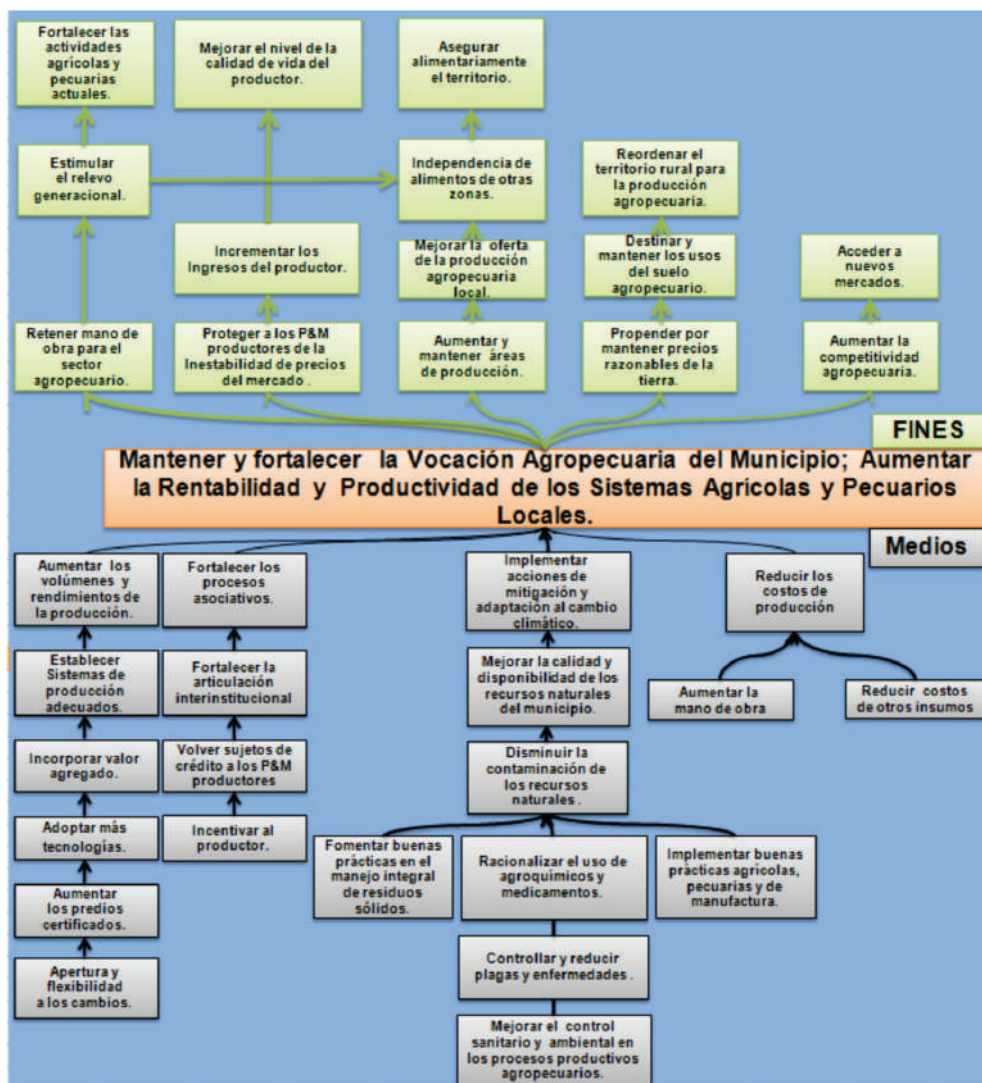 Fortalecer las
actividades
agrícolas y
pecuarias
actuales.
Mejorar el nivel de la
calidad de vida del
productor.
Asegurar
alimentariamente
el territorio.
Estimular
el relevo
generacional.
Independencia de
alimentos de otras
zonas.
Reordenar el
territorio rural para
la producción
agropecuaria.
Incrementar los
Ingresos del productor.
Mejorar la oferta
de la producción
agropecuaria
local.
Destinar y
mantener los usos
del suelo
agropecuario.
Acceder a
nuevos
mercados.
Retener mano de
obra para el
sector
agropecuario.
Proteger a los P&M
productores de la
Inestabilidad de precios
del mercado .
Aumentar y
mantener áreas
de producción.
Propender por
mantener precios
razonables de la
tierra.
Aumentar la
competitividad
agropecuaria.
FINES
Mantener y fortalecer la Vocación Agropecuaria del Municipio; Aumentar
la Rentabilidad y Productividad de los Sistemas Agrícolas y Pecuarios
Locales.
Medios
Aumentar los
volúmenes y
rendimientos de
la producción.
Fortalecer los
procesos
asociativos.
Implementar
acciones de
mitigación y
adaptación al cambio
climático.
Reducir los
costos de
producción
Establecer
Sistemas de
producción
adecuados.
Fortalecer la
articulación
interinstitucional
Mejorar la calidad y
disponibilidad de los
recursos naturales
del municipio.
Aumentar la
mano de obra
Reducir costos
de otros insumos
Incorporar valor
agregado.
Volver sujetos de
crédito a los P&M
productores
Disminuir la
contaminación de
los recursos
naturales .
Adoptar más
tecnologías.
Incentivar al
productor.
Fomentar buenas
prácticas en el
manejo integral
de residuos
sólidos.
Racionalizar el uso de
agroquímicos y
medicamentos.
Implementar buenas
prácticas agrícolas,
pecuarias y de
manufactura.
Aumentar
los predios
certificados.
Controllar y reducir
plagas y enfermedades .
Apertura y
flexibilidad
a los cambios.
Mejorar el control
sanitario y ambiental en
los procesos productivos
agropecuarios.